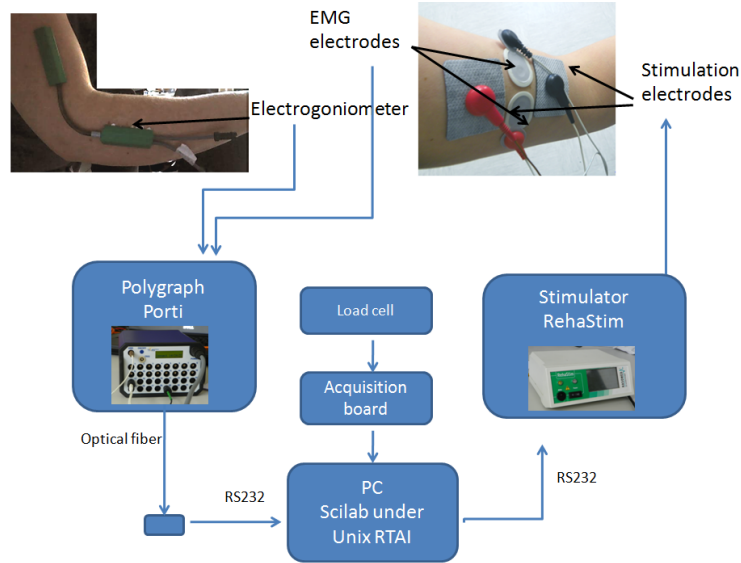 EMG
electrodes
Electrogoniometer
Stimulation
electrodes
Polygraph
Porti
Load cell
Stimulator
RehaStim
Acquisition
board
Optical fiber
RS232
PC
Scilab under
Unix RTAI
RS232